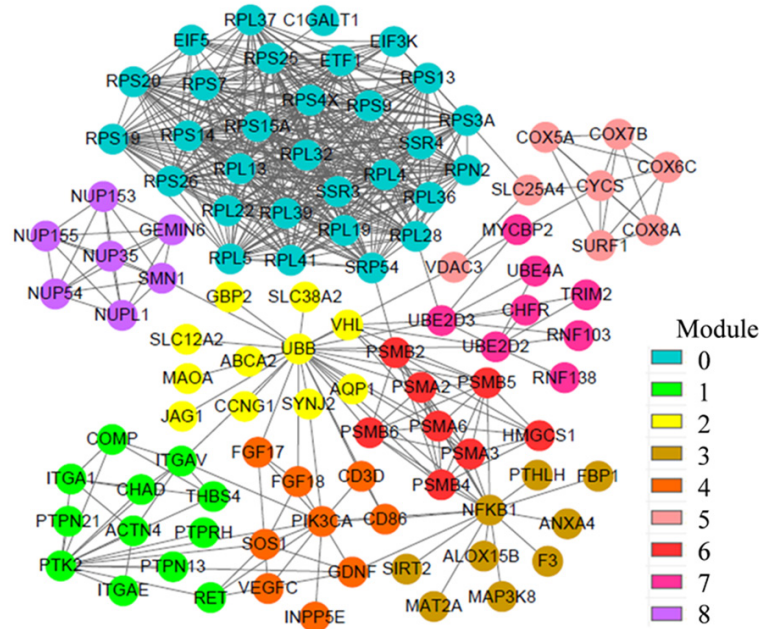 RPL37
C1GALT1
EIF5
EIF3K
RPS25
ETF1
RPS20
RPS7
RPS13
RPS4X
RPS9
RPS3A
RPS19
RPS14
RPS15A
SSR4
COX5A
COX7B
RPL32
RPL13
RPL4
RPN2
COX6C
RPS26
SSR3
RPL36
SLC25A4
CYCS
NUP153
RPL22
RPL39
RPL19
RPL28
MYCBP2
COX8A
SURF1
NUP155
GEMIN6
NUP35
RPL5
RPL41
SRP54
VDAC3
UBE4A
SMN1
NUP54
NUPL1
GBP2
SLC38A2
CHFR
TRIM2
VHL
UBE2D3
SLC12A2
UBB
PSMB2
UBE2D2
RNF103
ABCA2
MAOA
AQP1
PSMA2
PSMB5
RNF138
JAG1
CCNG1
SYNJ2
PSMB6
PSMA6
HMGCS1
COMP
ITGAV
FGF17
PSMA3
ITGA1
CHAD
THBS4
FGF18
CD3D
PSMB4
PTHLH
FBP1
PTPN21
ACTN4
PTPRH
PIK3CA
CD86
NFKB1
ANXA4
SOS1
PTK2
PTPN13
GDNF
SIRT2
ALOX15B
F3
ITGAE
RET
VEGFC
INPP5E
MAT2A
MAP3K8
Module
0
1
2
3
4
5
6
7
8